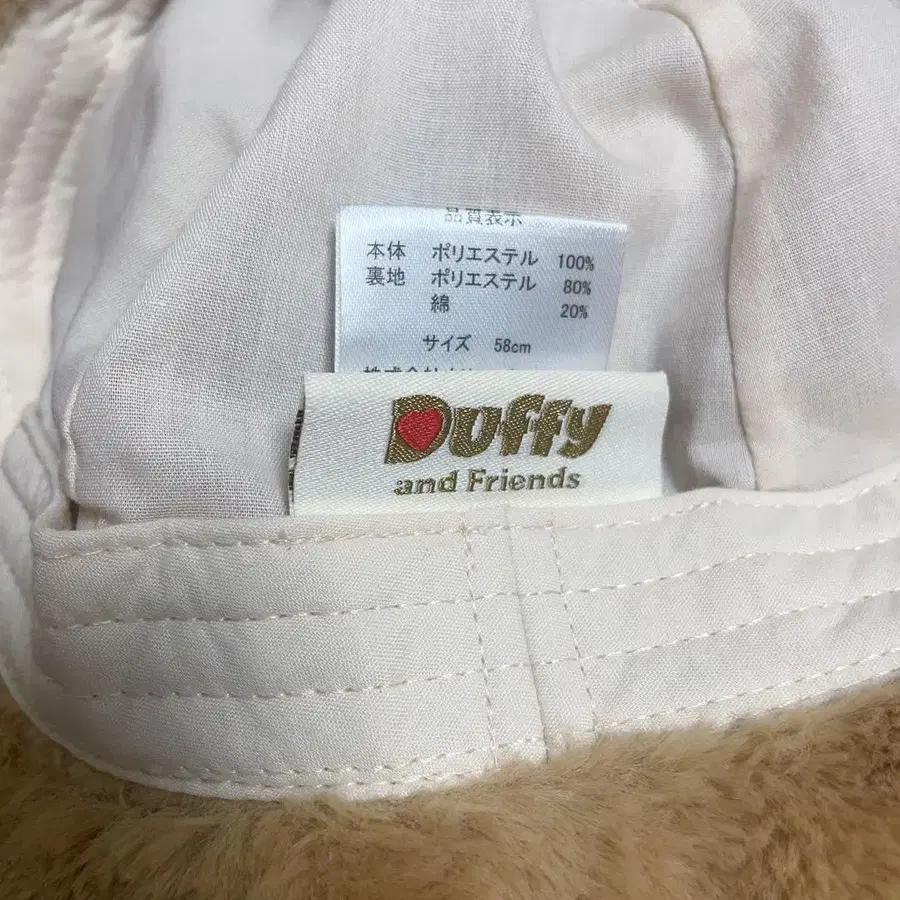 品質表示
本体 ポリエステル 100%
裏地 ポリエステル 80%
綿 20%
サイズ 58cm
Duffy
and Friends